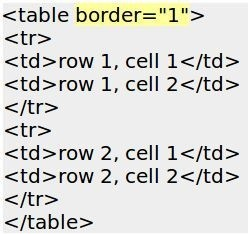 <table border="1">
<tr>
<td>row 1, cell 1</td>
<td>row 1, cell 2</td>
</tr>
<tr>
<td>row 2, cell 1</td>
<td>row 2, cell 2</td>
</tr>
</table>